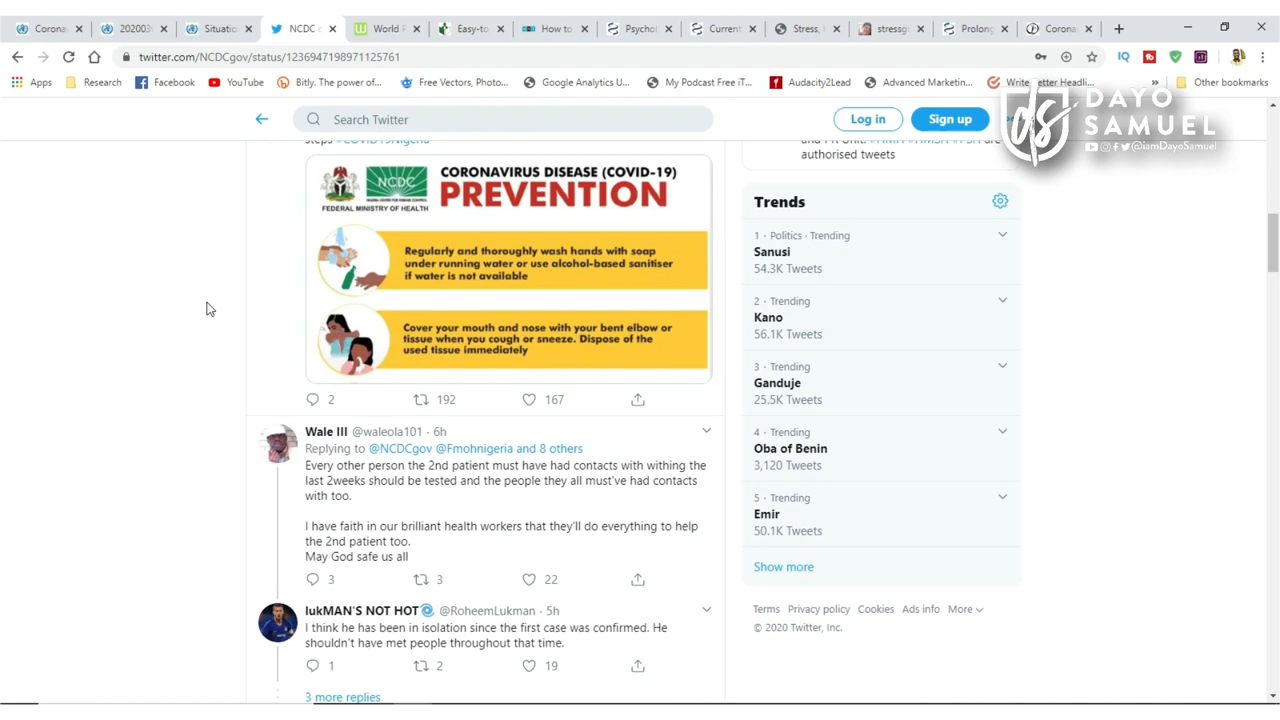 Corona
202003
Situatio
NCDC
World
Easy-to
How to
Psychol
Current
Stress, i
stressg
Prolong
Corona
twitter.com/NCDCgov/status/1236947198971125761
Apps
Research
Facebook
YouTube
Bitly. The power of...
Free Vectors, Photo...
Google Analytics U...
My Podcast Free iT...
Audacity2Lead
Advanced Marketin...
Headli...
Other bookmarks
DAYO
SAMUEL
@iamDayoSamuel
Search Twitter
Log in
Sign up
steps #COVID19Nigeria
are
authorised tweets
NCDC
FEDERAL MINISTRY OF HEALTH
CORONAVIRUS DISEASE (COVID-19)
PREVENTION
Regularly and thoroughly wash hands with soap
under running water or use alcohol-based sanitiser
if water is not available
Cover your mouth and nose with your bent elbow or
tissue when you cough or sneeze. Dispose of the
used tissue immediately
2 192 167
Wale III @waleola101 · 6h
Replying to @NCDCgov @Fmohnigeria and 8 others
Every other person the 2nd patient must have had contacts with withing the
last 2weeks should be tested and the people they all must've had contacts
with too.
I have faith in our brilliant health workers that they'll do everything to help
the 2nd patient too.
May God safe us all
3 3 22
lukMAN'S NOT HOT @RoheemLukman · 5h
I think he has been in isolation since the first case was confirmed. He
shouldn't have met people throughout that time.
1 2 19
3 more replies
Trends
1 · Politics · Trending
Sanusi
54.3K Tweets
2 · Trending
Kano
56.1K Tweets
3 · Trending
Ganduje
25.5K Tweets
4 · Trending
Oba of Benin
3,120 Tweets
5 · Trending
Emir
50.1K Tweets
Show more
Terms Privacy policy Cookies Ads info More
© 2020 Twitter, Inc.